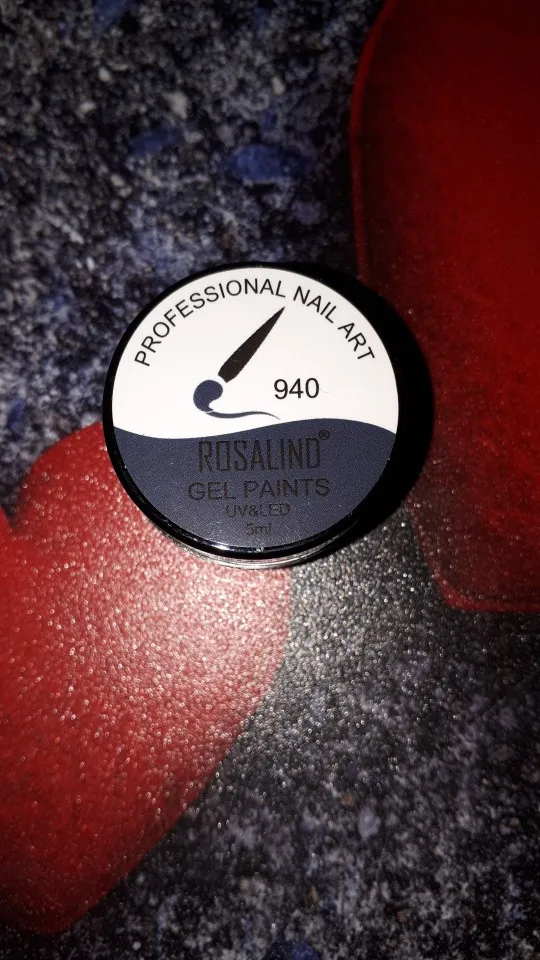 PROFESSIONAL NAIL ART
940
ROSALIND®
GEL PAINTS
UV&LED
5ml